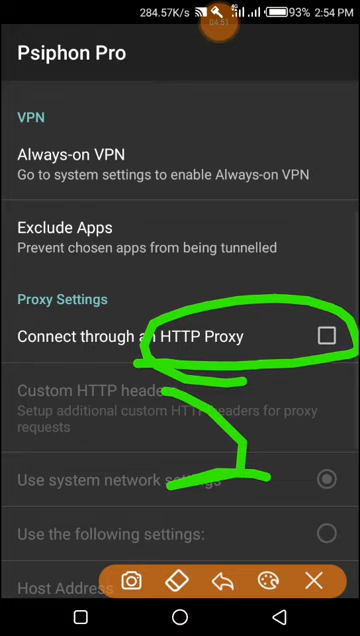 284.57K/s 4G 93% 2:54 PM
04:51
Psiphon Pro
VPN
Always-on VPN
Go to system settings to enable Always-on VPN
Exclude Apps
Prevent chosen apps from being tunnelled
Proxy Settings
Connect through an HTTP Proxy
Custom HTTP headers
Setup additional custom HTTP headers for proxy
requests
Use system network settings
Use the following settings:
Host Address